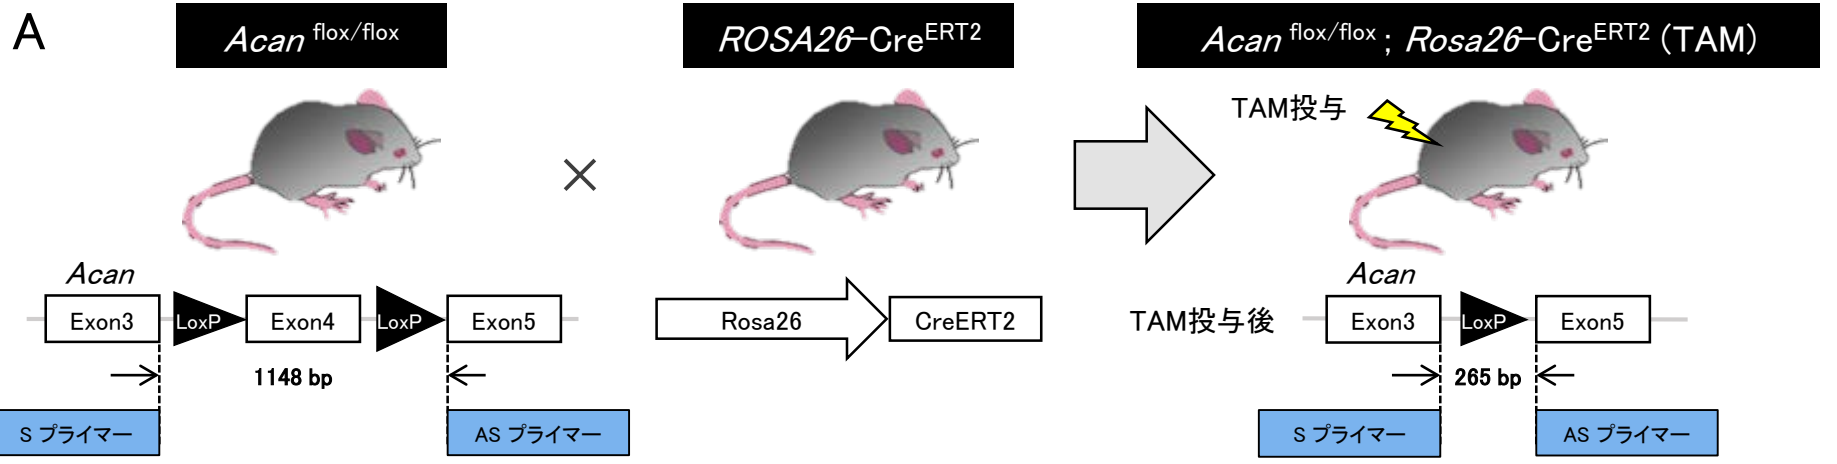 A
Acan flox/flox
ROSA26-CreERT2
Acan flox/flox ; Rosa26-CreERT2 (TAM)
TAM投与
×
Acan
Exon3 LoxP Exon4 LoxP Exon5
1148 bp
S プライマー AS プライマー
Rosa26 CreERT2
TAM投与後
Acan
Exon3 LoxP Exon5
265 bp
S プライマー AS プライマー